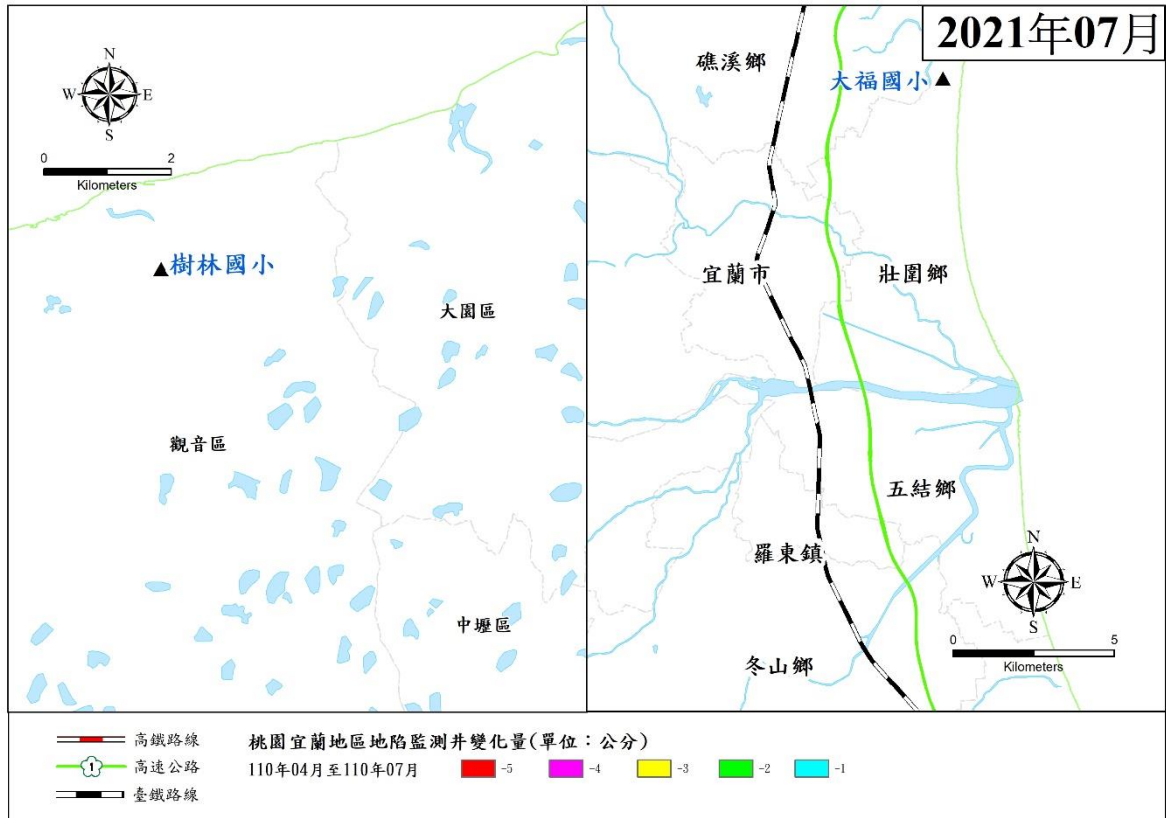 2021年07月
N
W
E
S
0
2
Kilometers
樹林國小
大園區
觀音區
中壢區
礁溪鄉
大福國小
宜蘭市
壯圍鄉
五結鄉
羅東鎮
冬山鄉
N
W
E
S
0
5
Kilometers
高鐵路線
1
高速公路
臺鐵路線
桃園宜蘭地區地陷監測井變化量(單位：公分)
110年04月至110年07月
-5
-4
-3
-2
-1